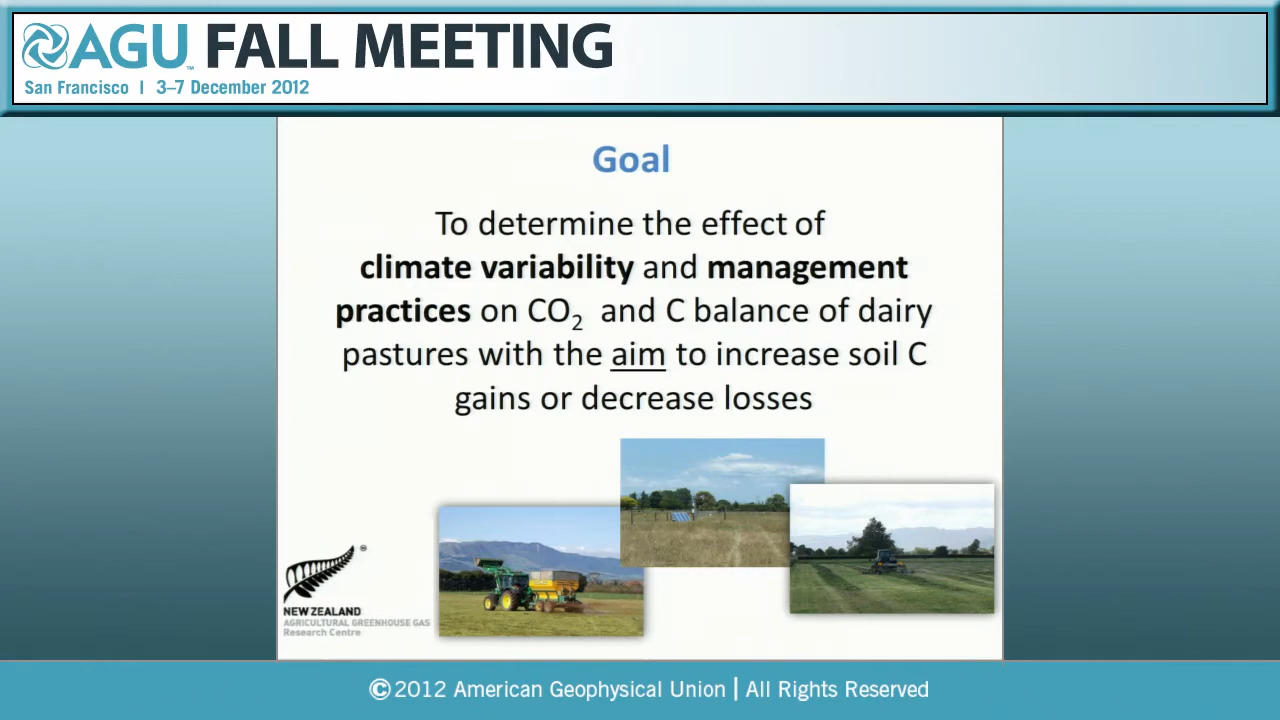 AGU™ FALL MEETING
San Francisco | 3–7 December 2012
Goal
To determine the effect of
climate variability and management
practices on CO₂ and C balance of dairy
pastures with the aim to increase soil C
gains or decrease losses
NEW ZEALAND
AGRICULTURAL GREENHOUSE GAS
Research Centre
©2012 American Geophysical Union | All Rights Reserved